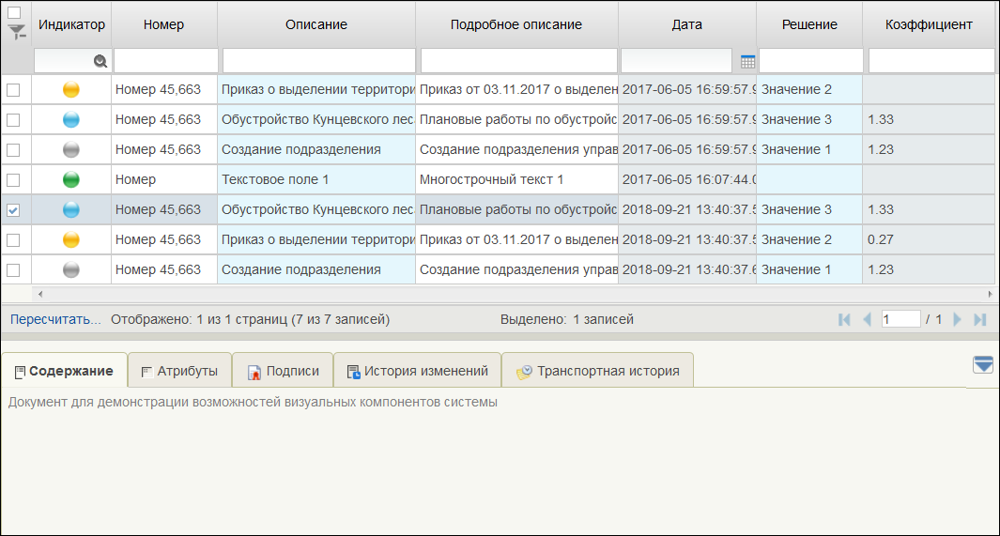 Индикатор Номер Описание Подробное описание Дата Решение Коэффициент
Номер 45,663 Приказ о выделении территори Приказ от 03.11.2017 о выделен 2017-06-05 16:59:57.9 Значение 2
Номер 45,663 Обустройство Кунцевского лес Плановые работы по обустройс 2017-06-05 16:59:57.9 Значение 3 1.33
Номер 45,663 Создание подразделения Создание подразделения управ 2017-06-05 16:59:57.9 Значение 1 1.23
Номер Текстовое поле 1 Многострочный текст 1 2017-06-05 16:07:44.0
Номер 45,663 Обустройство Кунцевского лес Плановые работы по обустройс 2018-09-21 13:40:37.5 Значение 3 1.33
Номер 45,663 Приказ о выделении территори Приказ от 03.11.2017 о выделен 2018-09-21 13:40:37.5 Значение 2 0.27
Номер 45,663 Создание подразделения Создание подразделения управ 2018-09-21 13:40:37.6 Значение 1 1.23
Пересчитать... Отображено: 1 из 1 страниц (7 из 7 записей) Выделено: 1 записей 1 / 1
Содержание Атрибуты Подписи История изменений Транспортная история
Документ для демонстрации возможностей визуальных компонентов системы